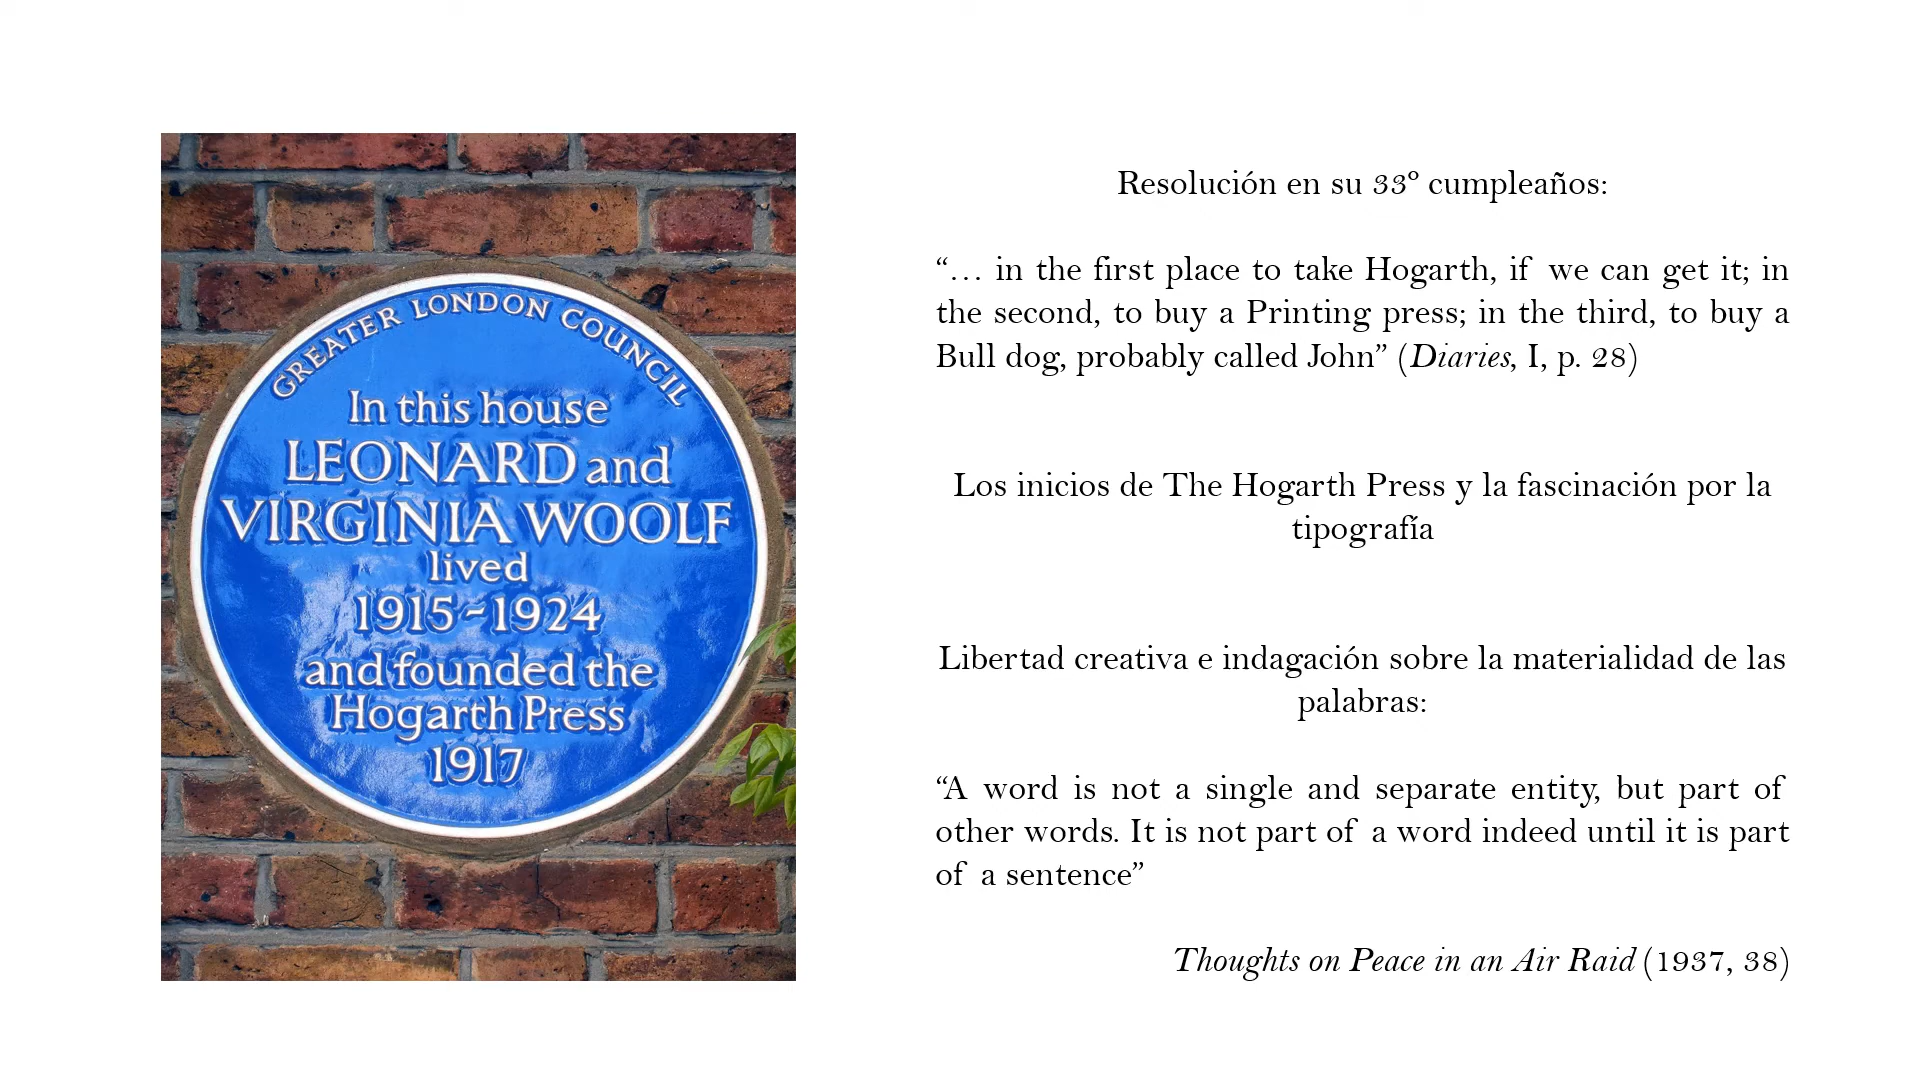 GREATER LONDON COUNCIL
In this house
LEONARD and
VIRGINIA WOOLF
lived
1915~1924
and founded the
Hogarth Press
1917
Resolución en su 33º cumpleaños:
“… in the first place to take Hogarth, if we can get it; in
the second, to buy a Printing press; in the third, to buy a
Bull dog, probably called John” (Diaries, I, p. 28)
Los inicios de The Hogarth Press y la fascinación por la
tipografía
Libertad creativa e indagación sobre la materialidad de las
palabras:
“A word is not a single and separate entity, but part of
other words. It is not part of a word indeed until it is part
of a sentence”
Thoughts on Peace in an Air Raid (1937, 38)